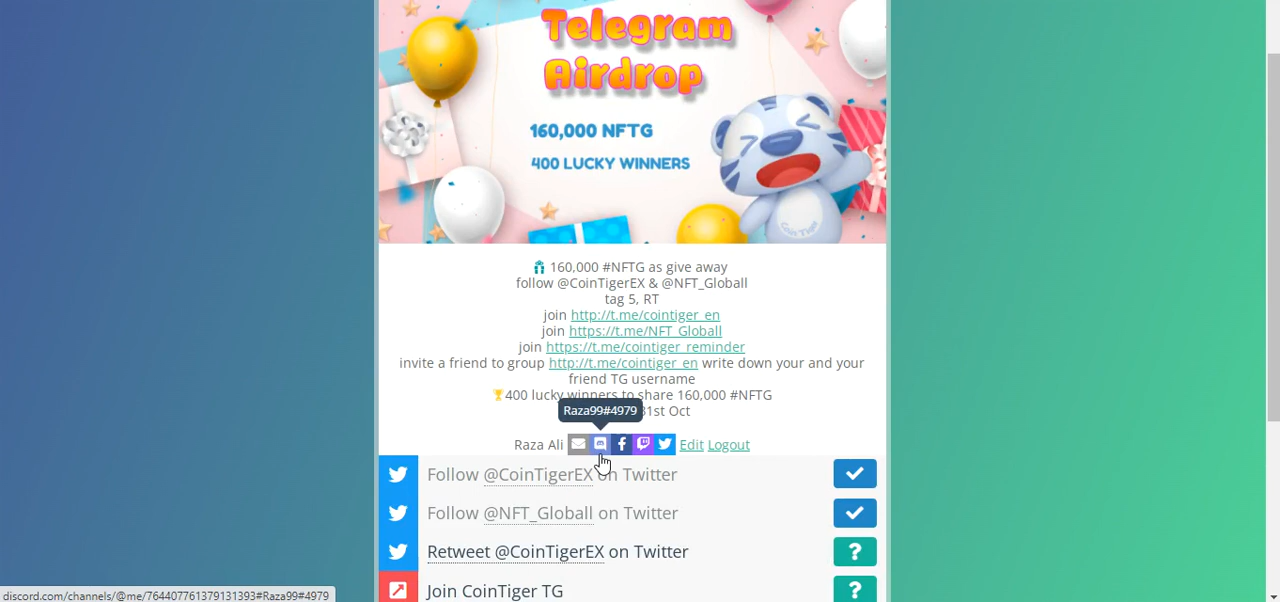 Telegram
Airdrop
160,000 NFTG
400 LUCKY WINNERS
Coin Tiger
160,000 #NFTG as give away
follow @CoinTigerEX & @NFT_Globall
tag 5, RT
join http://t.me/cointiger_en
join https://t.me/NFT_Globall
join https://t.me/cointiger_reminder
invite a friend to group http://t.me/cointiger_en write down your and your
friend TG username
400 lucky winners to share 160,000 #NFTG
31st Oct
Raza99#4979
Raza Ali Edit Logout
Follow @CoinTigerEX on Twitter
Follow @NFT_Globall on Twitter
Retweet @CoinTigerEX on Twitter
?
Join CoinTiger TG
?
discord.com/channels/@me/764407761379131393#Raza99#4979